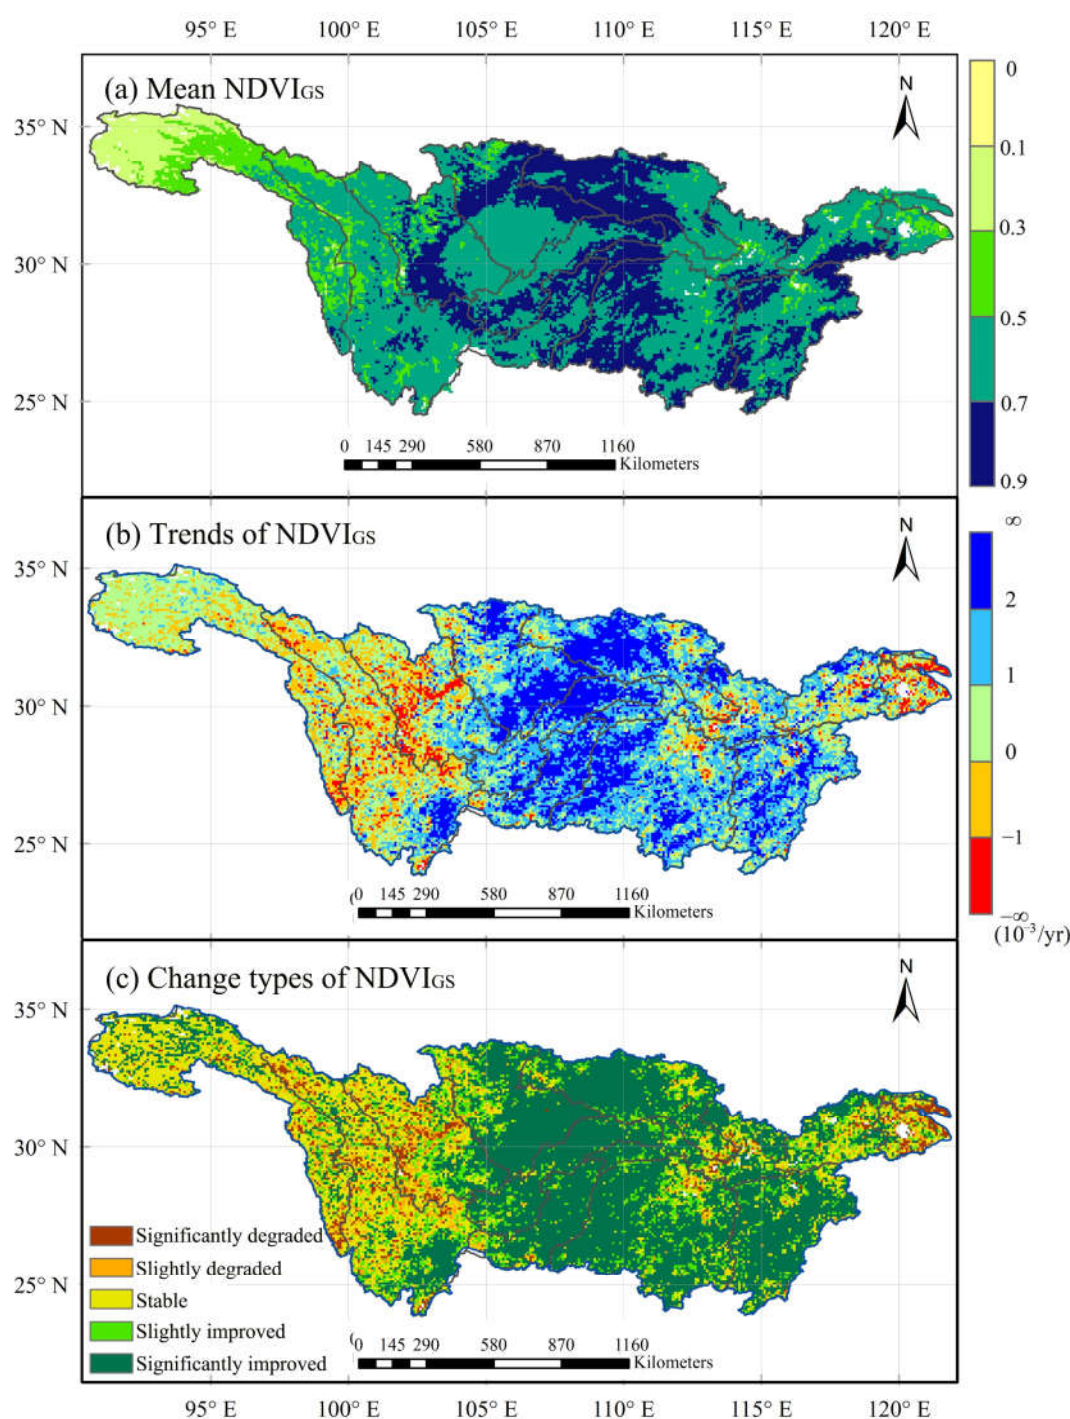 95° E 100° E 105° E 110° E 115° E 120° E
(a) Mean NDVIGS
N
35° N
30° N
25° N
0 145 290 580 870 1160
Kilometers
0
0.1
0.3
0.5
0.7
0.9
(b) Trends of NDVIGS
N
35° N
30° N
25° N
0 145 290 580 870 1160
Kilometers
∞
2
1
0
−1
−∞
(10⁻³/yr)
(c) Change types of NDVIGS
N
35° N
30° N
25° N
Significantly degraded
Slightly degraded
Stable
Slightly improved
Significantly improved
0 145 290 580 870 1160
Kilometers
95° E 100° E 105° E 110° E 115° E 120° E